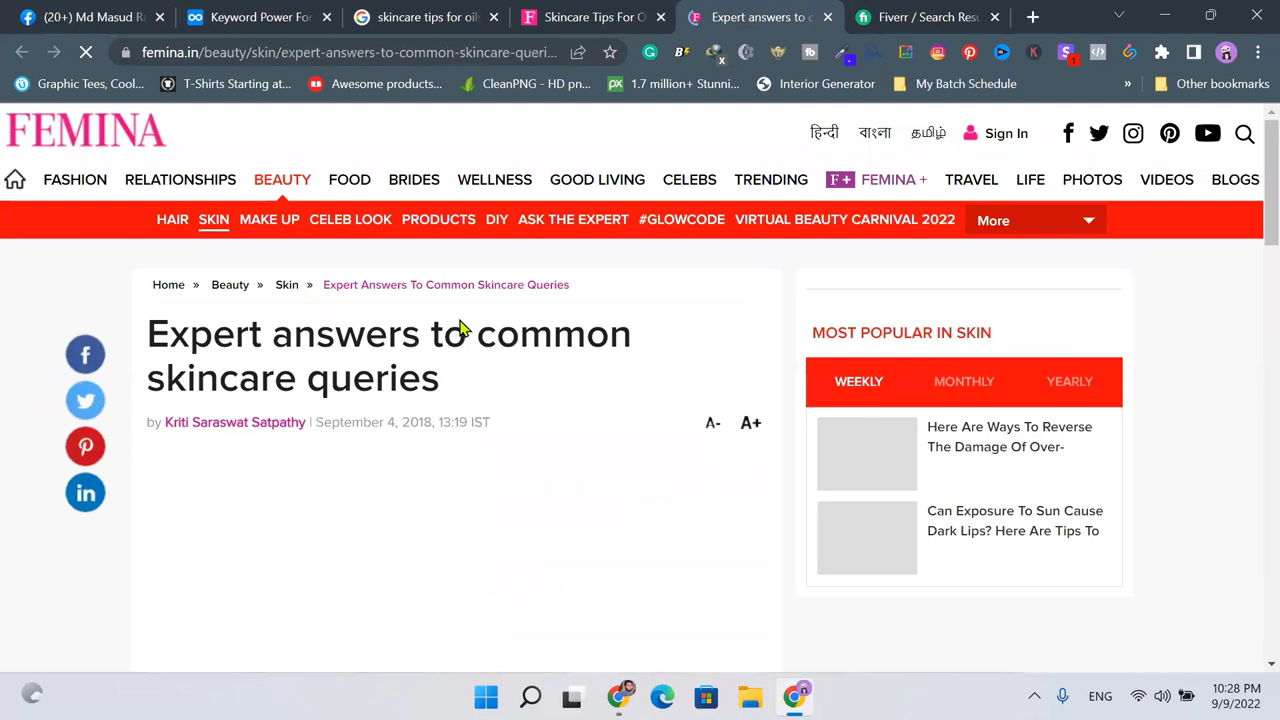 (20+) Md Masud Ra
Keyword Power For
skincare tips for oil
Skincare Tips For O
Expert answers to c
Fiverr / Search Res
femina.in/beauty/skin/expert-answers-to-common-skincare-queri...
Graphic Tees, Cool...
T-Shirts Starting at...
Awesome products...
CleanPNG - HD pn...
1.7 million+ Stunni...
Interior Generator
My Batch Schedule
»
Other bookmarks
FEMINA
हिन्दी বাংলা தமிழ் Sign In
FASHION RELATIONSHIPS BEAUTY FOOD BRIDES WELLNESS GOOD LIVING CELEBS TRENDING F+ FEMINA + TRAVEL LIFE PHOTOS VIDEOS BLOGS
HAIR SKIN MAKE UP CELEB LOOK PRODUCTS DIY ASK THE EXPERT #GLOWCODE VIRTUAL BEAUTY CARNIVAL 2022 More
Home » Beauty » Skin » Expert Answers To Common Skincare Queries
Expert answers to common
skincare queries
by Kriti Saraswat Satpathy | September 4, 2018, 13:19 IST
A- A+
MOST POPULAR IN SKIN
WEEKLY MONTHLY YEARLY
Here Are Ways To Reverse
The Damage Of Over-
Can Exposure To Sun Cause
Dark Lips? Here Are Tips To
ENG
10:28 PM
9/9/2022